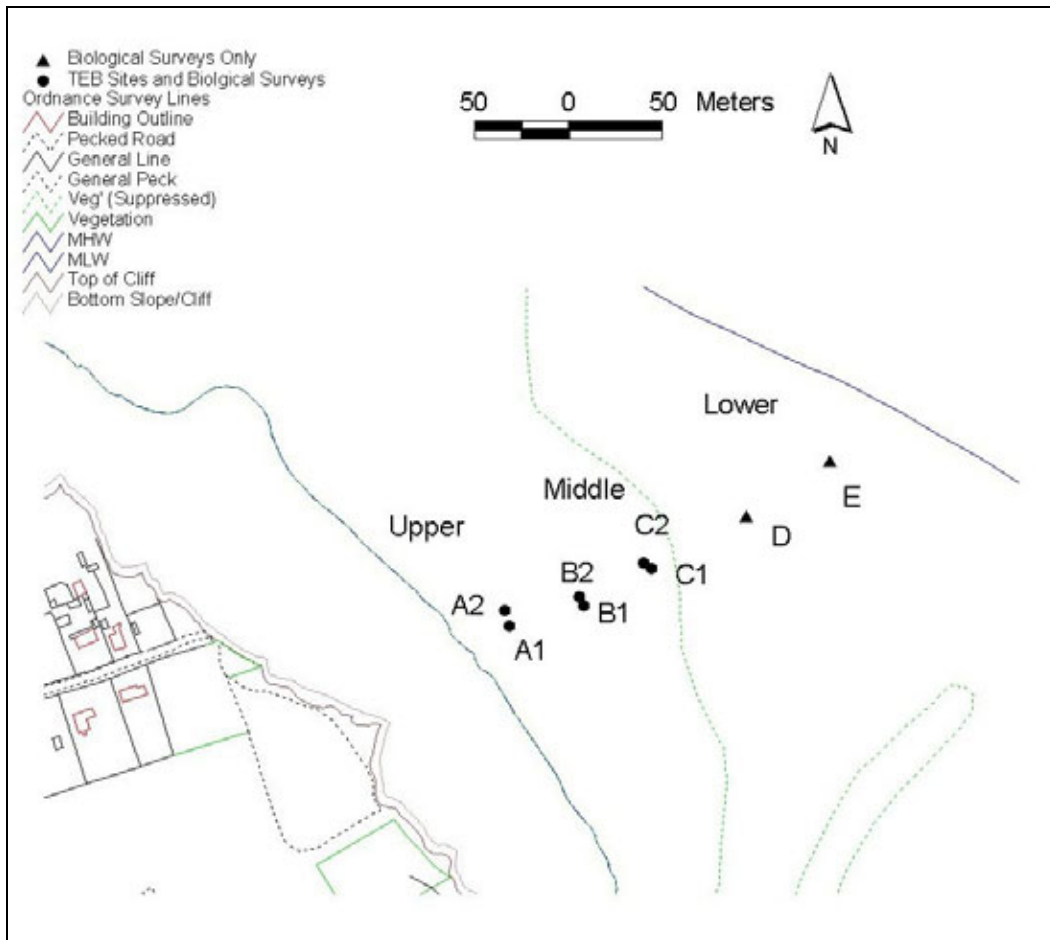 Biological Surveys Only
TEB Sites and Biolgical Surveys
Ordnance Survey Lines
Building Outline
Pecked Road
General Line
General Peck
Veg' (Suppressed)
Vegetation
MHW
MLW
Top of Cliff
Bottom Slope/Cliff
50 0 50 Meters
N
Lower
Middle
Upper
E
D
C2
C1
B2
B1
A2
A1